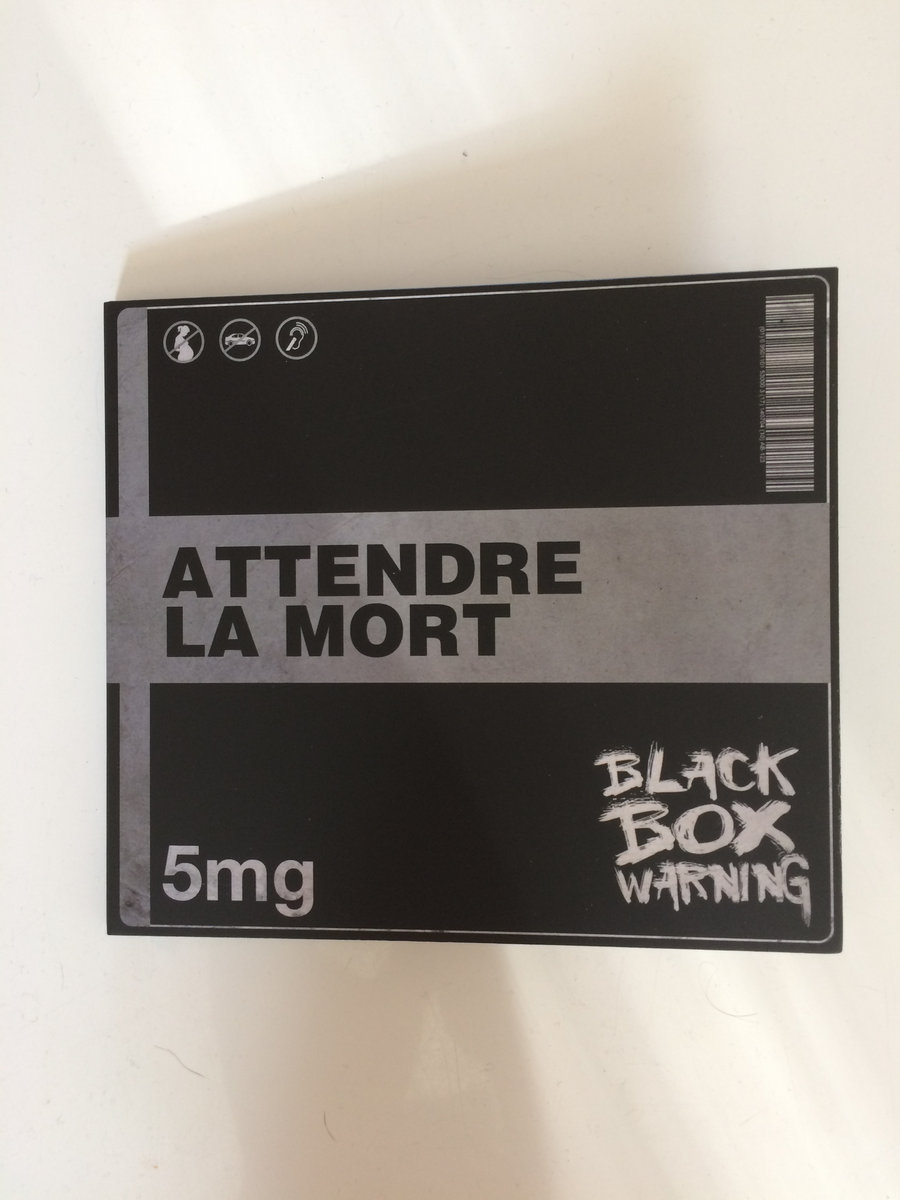 ATTENDRE
LA MORT
5mg
BLACK
BOX
WARNING